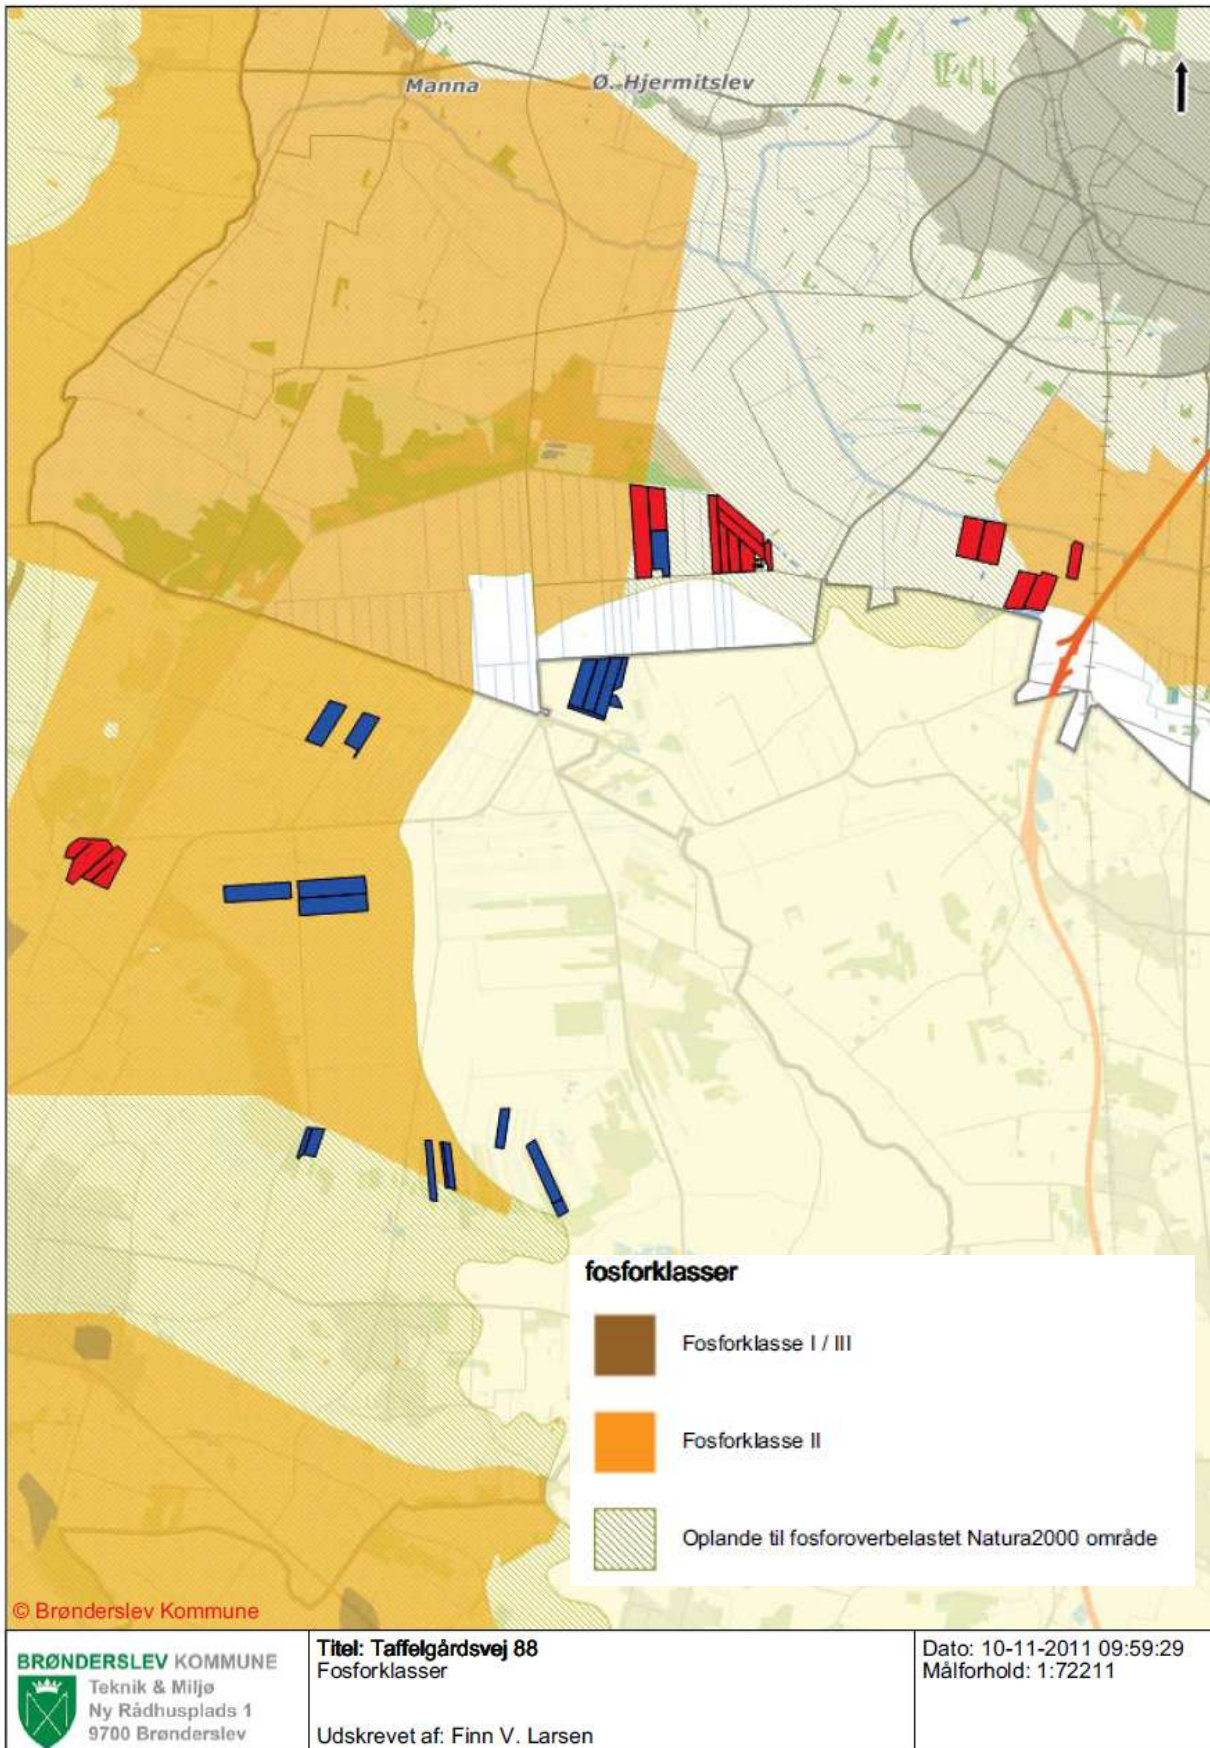 Manna
Ø. Hjermitslev
fosforklasser
Fosforklasse I / III
Fosforklasse II
Oplande til fosforoverbelastet Natura2000 område
© Brønderslev Kommune
BRØNDERSLEV KOMMUNE
Teknik & Miljø
Ny Rådhusplads 1
9700 Brønderslev
Titel: Taffelgårdsvej 88
Fosforklasser
Udskrevet af: Finn V. Larsen
Dato: 10-11-2011 09:59:29
Målforhold: 1:72211